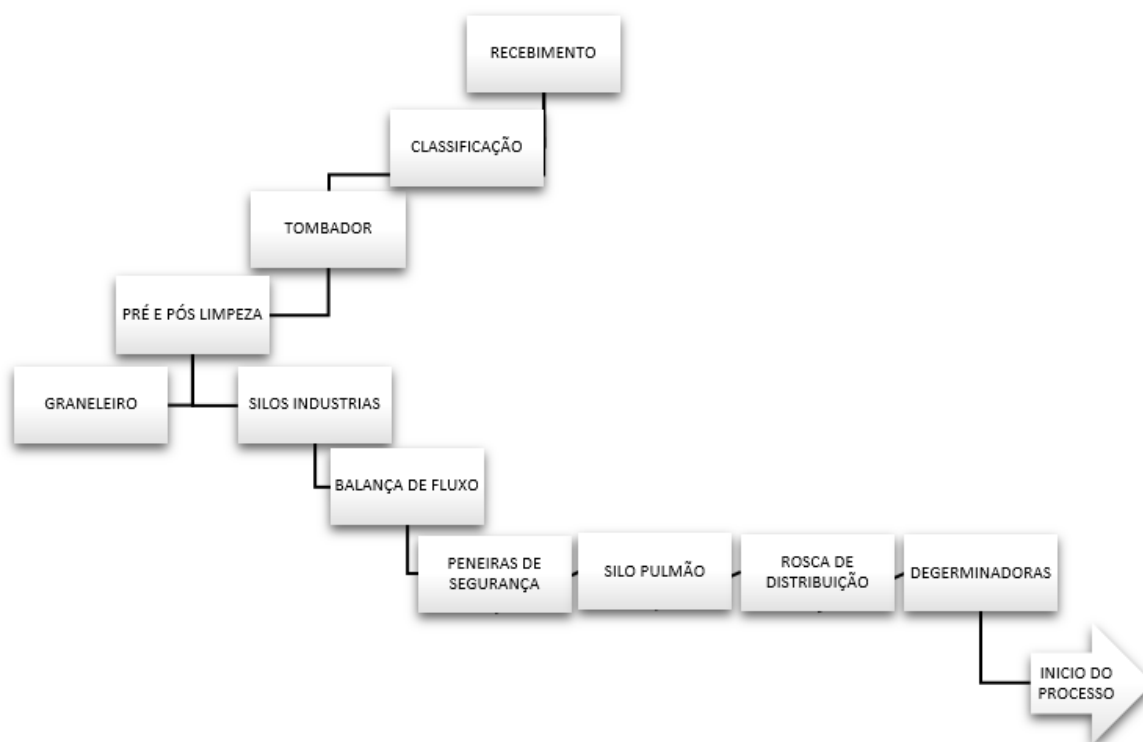 RECEBIMENTO
CLASSIFICAÇÃO
TOMBADOR
PRÉ E PÓS LIMPEZA
GRANELEIRO
SILOS INDUSTRIAS
BALANÇA DE FLUXO
PENEIRAS DE
SEGURANÇA
SILO PULMÃO
ROSCA DE
DISTRIBUIÇÃO
DEGERMINADORAS
INICIO DO
PROCESSO